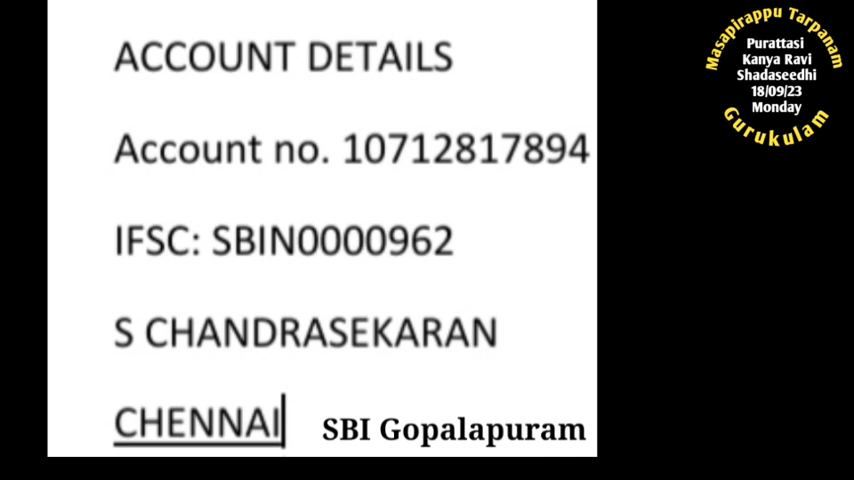 ACCOUNT DETAILS
Account no. 10712817894
IFSC: SBIN0000962
S CHANDRASEKARAN
CHENNAI
SBI Gopalapuram
Masapirappu Tarpanam
Purattasi
Kanya Ravi
Shadaseedhi
18/09/23
Monday
Gurukulam